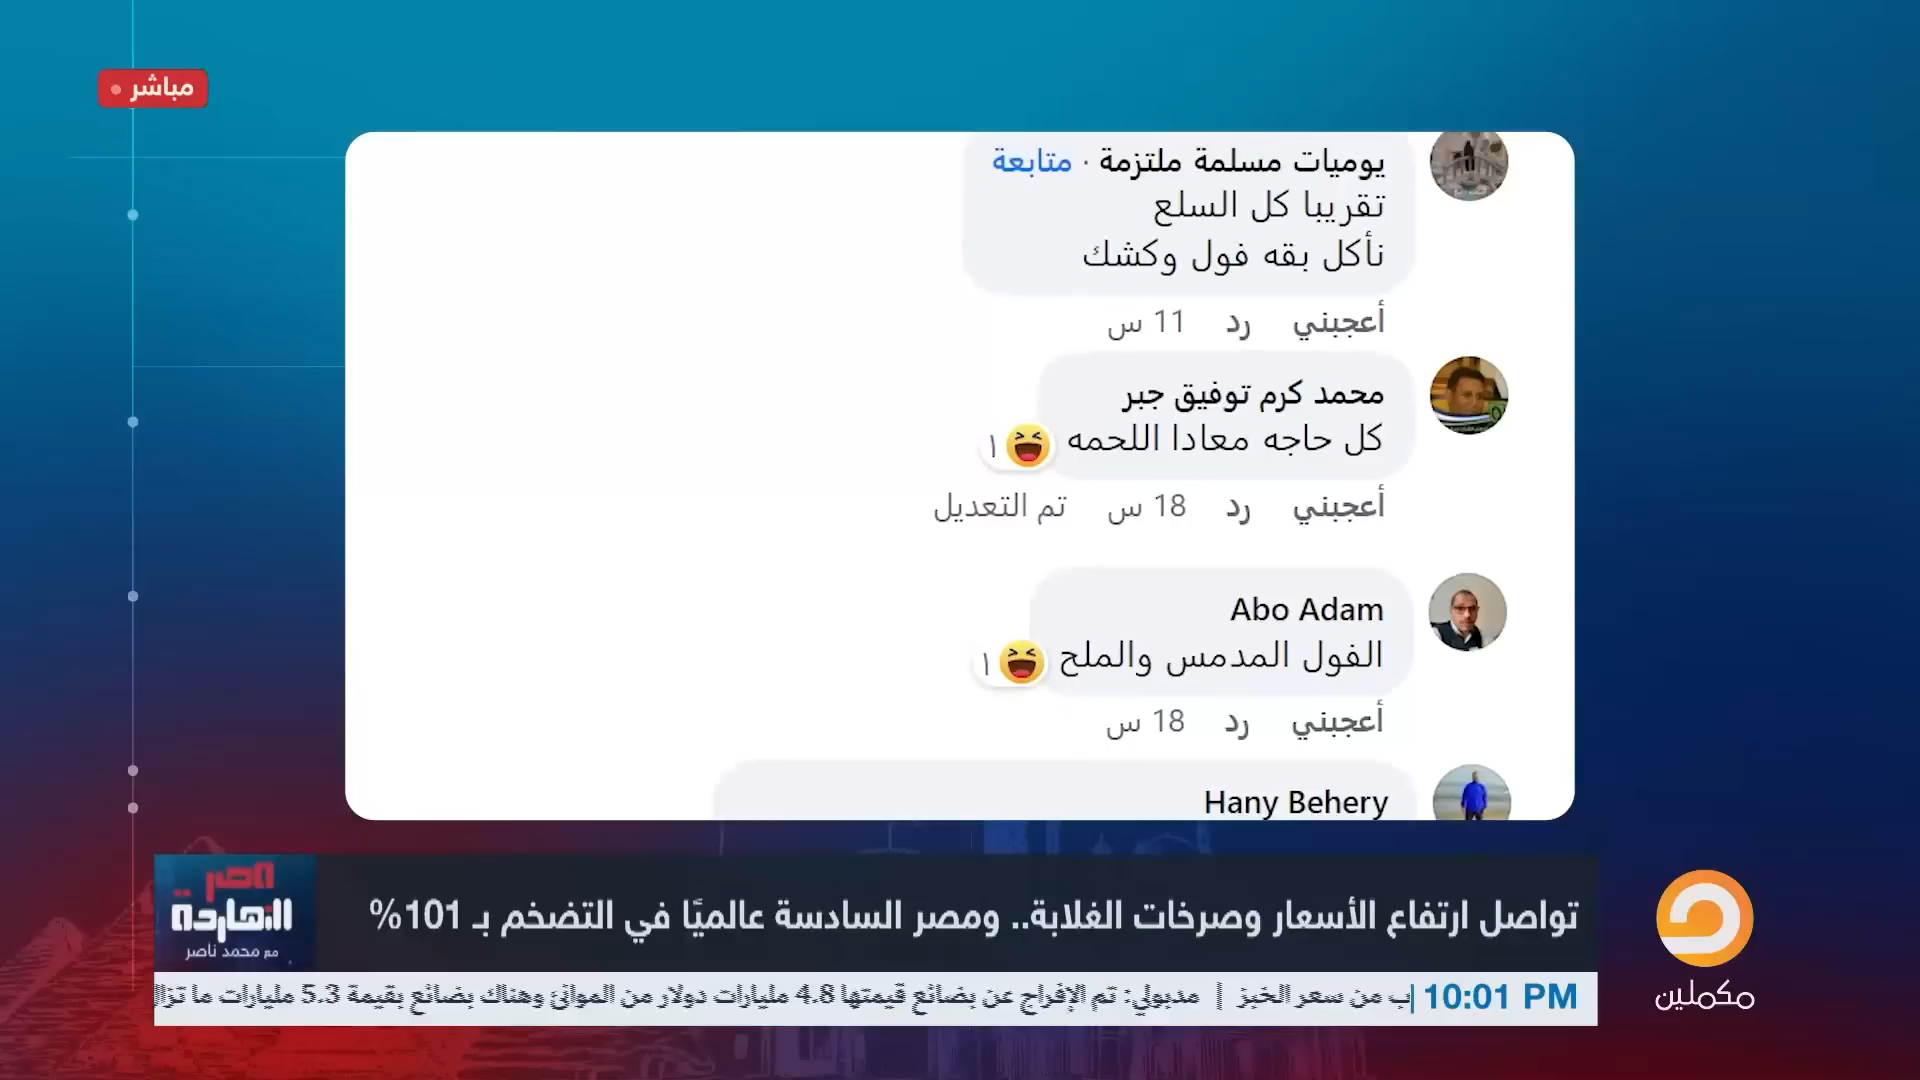 مباشر
يوميات مسلمة ملتزمة · متابعة
تقريبا كل السلع
نأكل بقه فول وكشك
أعجبني رد 11 س
محمد كرم توفيق جبر
كل حاجه معادا اللحمه
١
أعجبني رد 18 س تم التعديل
Abo Adam
الفول المدمس والملح
١
أعجبني رد 18 س
Hany Behery
مصر
النهاردة
مع محمد ناصر
تواصل ارتفاع الأسعار وصرخات الغلابة.. ومصر السادسة عالميًا في التضخم بـ 101%
10:01 PM
ب من سعر الخبز | مدبولي: تم الإفراج عن بضائع قيمتها 4.8 مليارات دولار من الموانئ وهناك بضائع بقيمة 5.3 مليارات ما تزال
مكملين